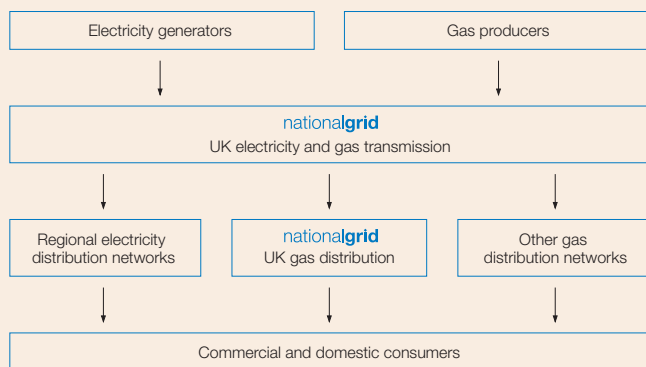 Electricity generators
Gas producers
nationalgrid
UK electricity and gas transmission
Regional electricity
distribution networks
nationalgrid
UK gas distribution
Other gas
distribution networks
Commercial and domestic consumers